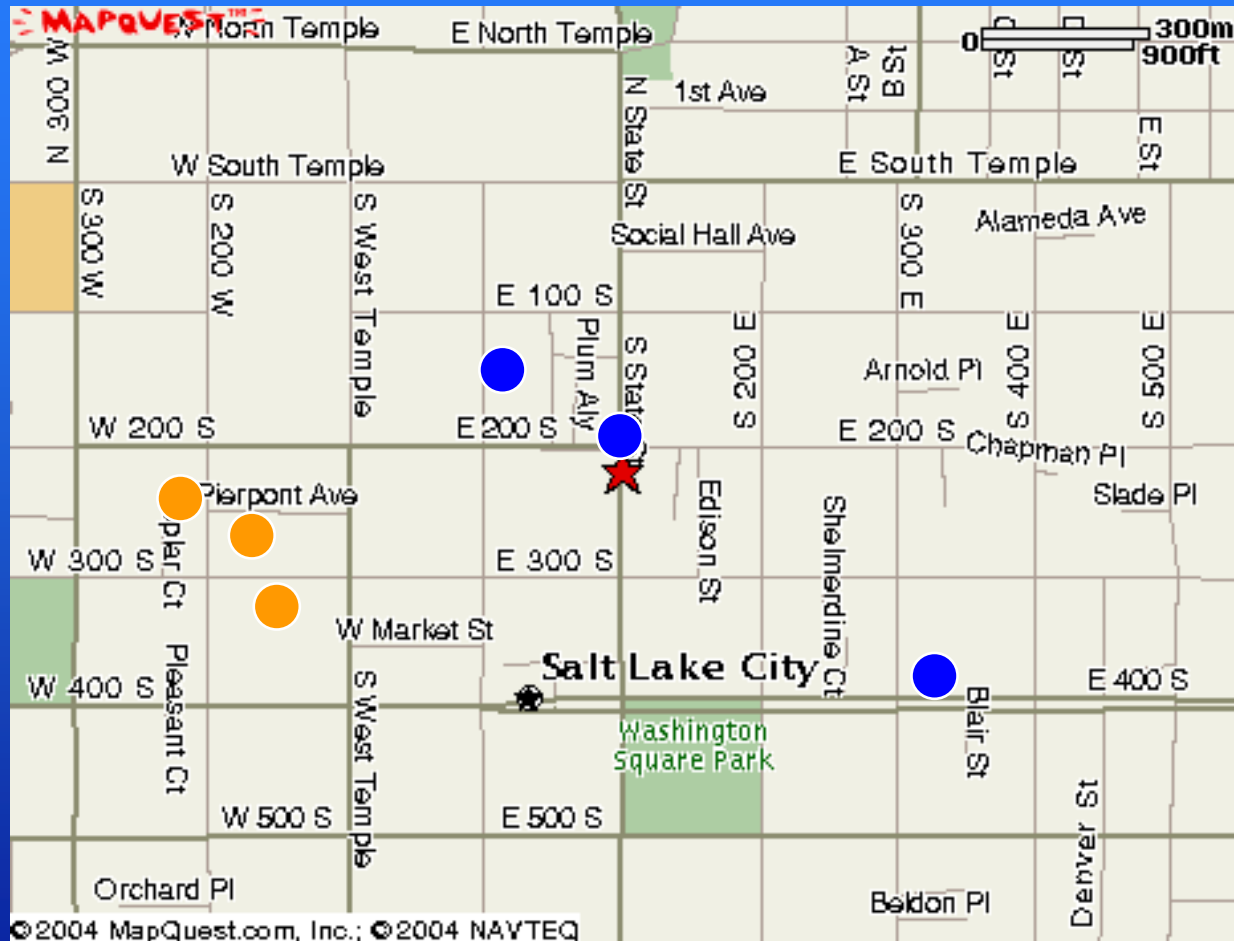 MAPQUEST
W North Temple
E North Temple
0
300m
900ft
N 300 W
N State St
1st Ave
A St
B St
C St
D St
E St
W South Temple
E South Temple
S 300 W
S 200 W
S West Temple
Social Hall Ave
S 300 E
Alameda Ave
E 100 S
Plum Aly
S State St
S 200 E
Arnold Pl
S 400 E
S 500 E
W 200 S
E 200 S
E 200 S
Chapman Pl
Pierpont Ave
Edison St
Slade Pl
W 300 S
plar Ct
E 300 S
Shelmerdine Ct
W Market St
Salt Lake City
W 400 S
Pleasant Ct
S West Temple
E 400 S
Blair St
Washington
Square Park
W 500 S
E 500 S
Denver St
Orchard Pl
Beldon Pl
©2004 MapQuest.com, Inc.; ©2004 NAVTEQ